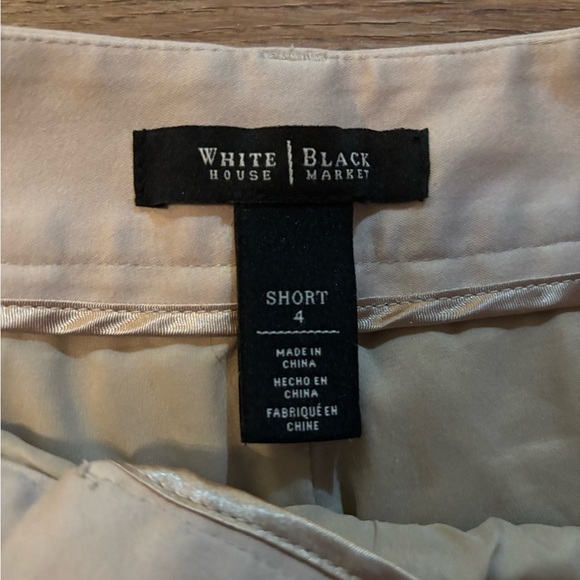 WHITE | BLACK
HOUSE | MARKET
SHORT
4
MADE IN
CHINA
HECHO EN
CHINA
FABRIQUÉ EN
CHINE